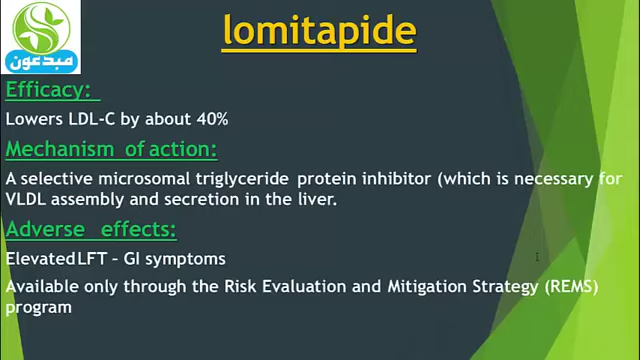 مبدعون
lomitapide
Efficacy:
Lowers LDL-C by about 40%
Mechanism of action:
A selective microsomal triglyceride protein inhibitor (which is necessary for
VLDL assembly and secretion in the liver.
Adverse effects:
Elevated LFT – GI symptoms
Available only through the Risk Evaluation and Mitigation Strategy (REMS)
program